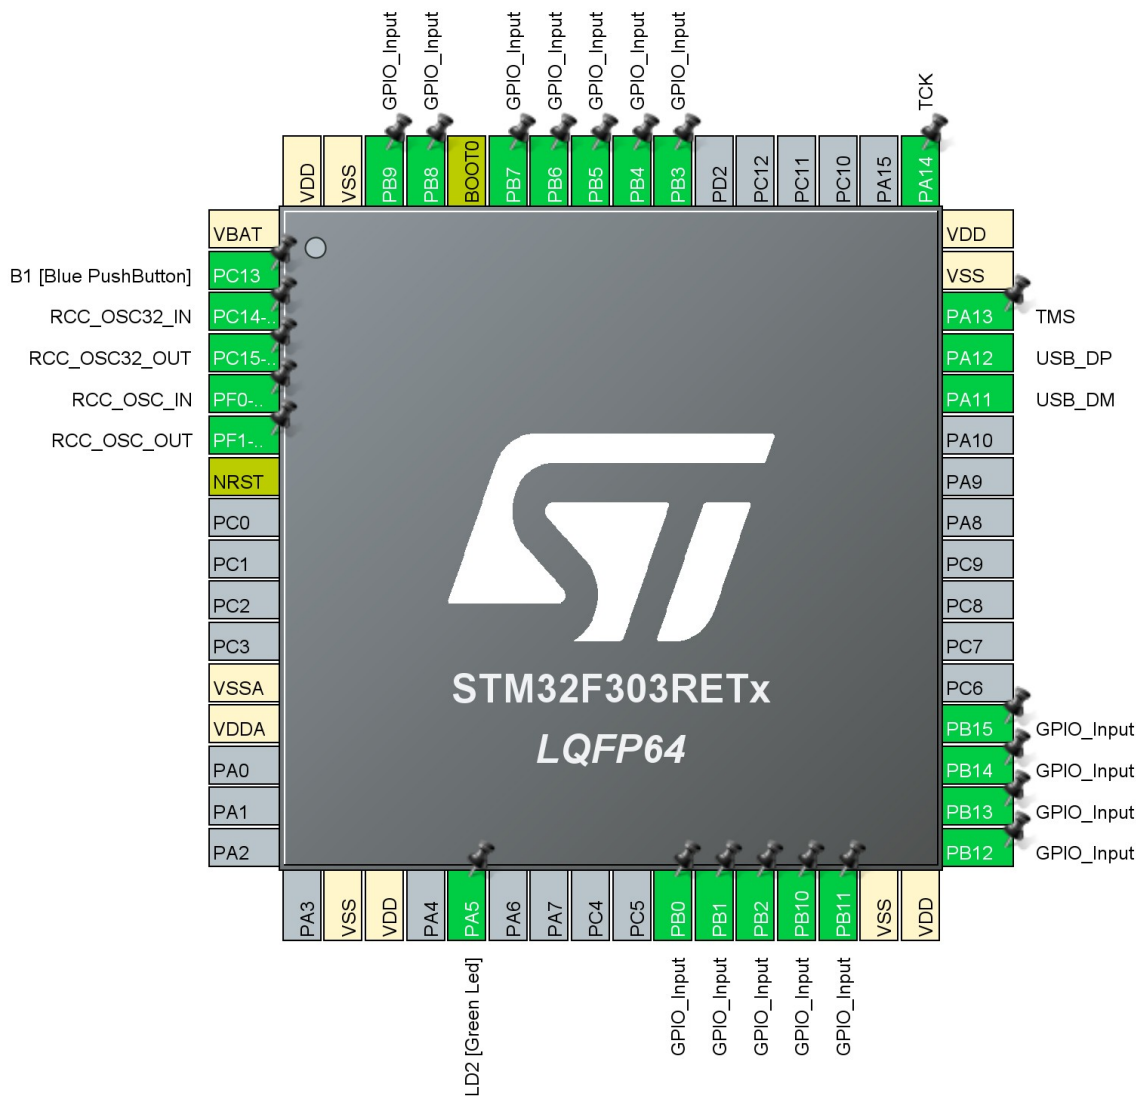 GPIO_Input
GPIO_Input
GPIO_Input
GPIO_Input
GPIO_Input
GPIO_Input
GPIO_Input
TCK
VDD
VSS
PB9
PB8
BOOT0
PB7
PB6
PB5
PB4
PB3
PD2
PC12
PC11
PC10
PA15
PA14
VBAT
B1 [Blue PushButton] PC13
RCC_OSC32_IN PC14-..
RCC_OSC32_OUT PC15-..
RCC_OSC_IN PF0-..
RCC_OSC_OUT PF1-..
NRST
PC0
PC1
PC2
PC3
VSSA
VDDA
PA0
PA1
PA2
ST
STM32F303RETx
LQFP64
VDD
VSS
PA13 TMS
PA12 USB_DP
PA11 USB_DM
PA10
PA9
PA8
PC9
PC8
PC7
PC6
PB15 GPIO_Input
PB14 GPIO_Input
PB13 GPIO_Input
PB12 GPIO_Input
PA3
VSS
VDD
PA4
PA5
PA6
PA7
PC4
PC5
PB0
PB1
PB2
PB10
PB11
VSS
VDD
LD2 [Green Led]
GPIO_Input
GPIO_Input
GPIO_Input
GPIO_Input
GPIO_Input